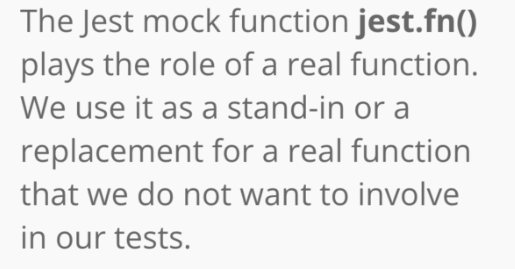 The Jest mock function jest.fn()
plays the role of a real function.
We use it as a stand-in or a
replacement for a real function
that we do not want to involve
in our tests.